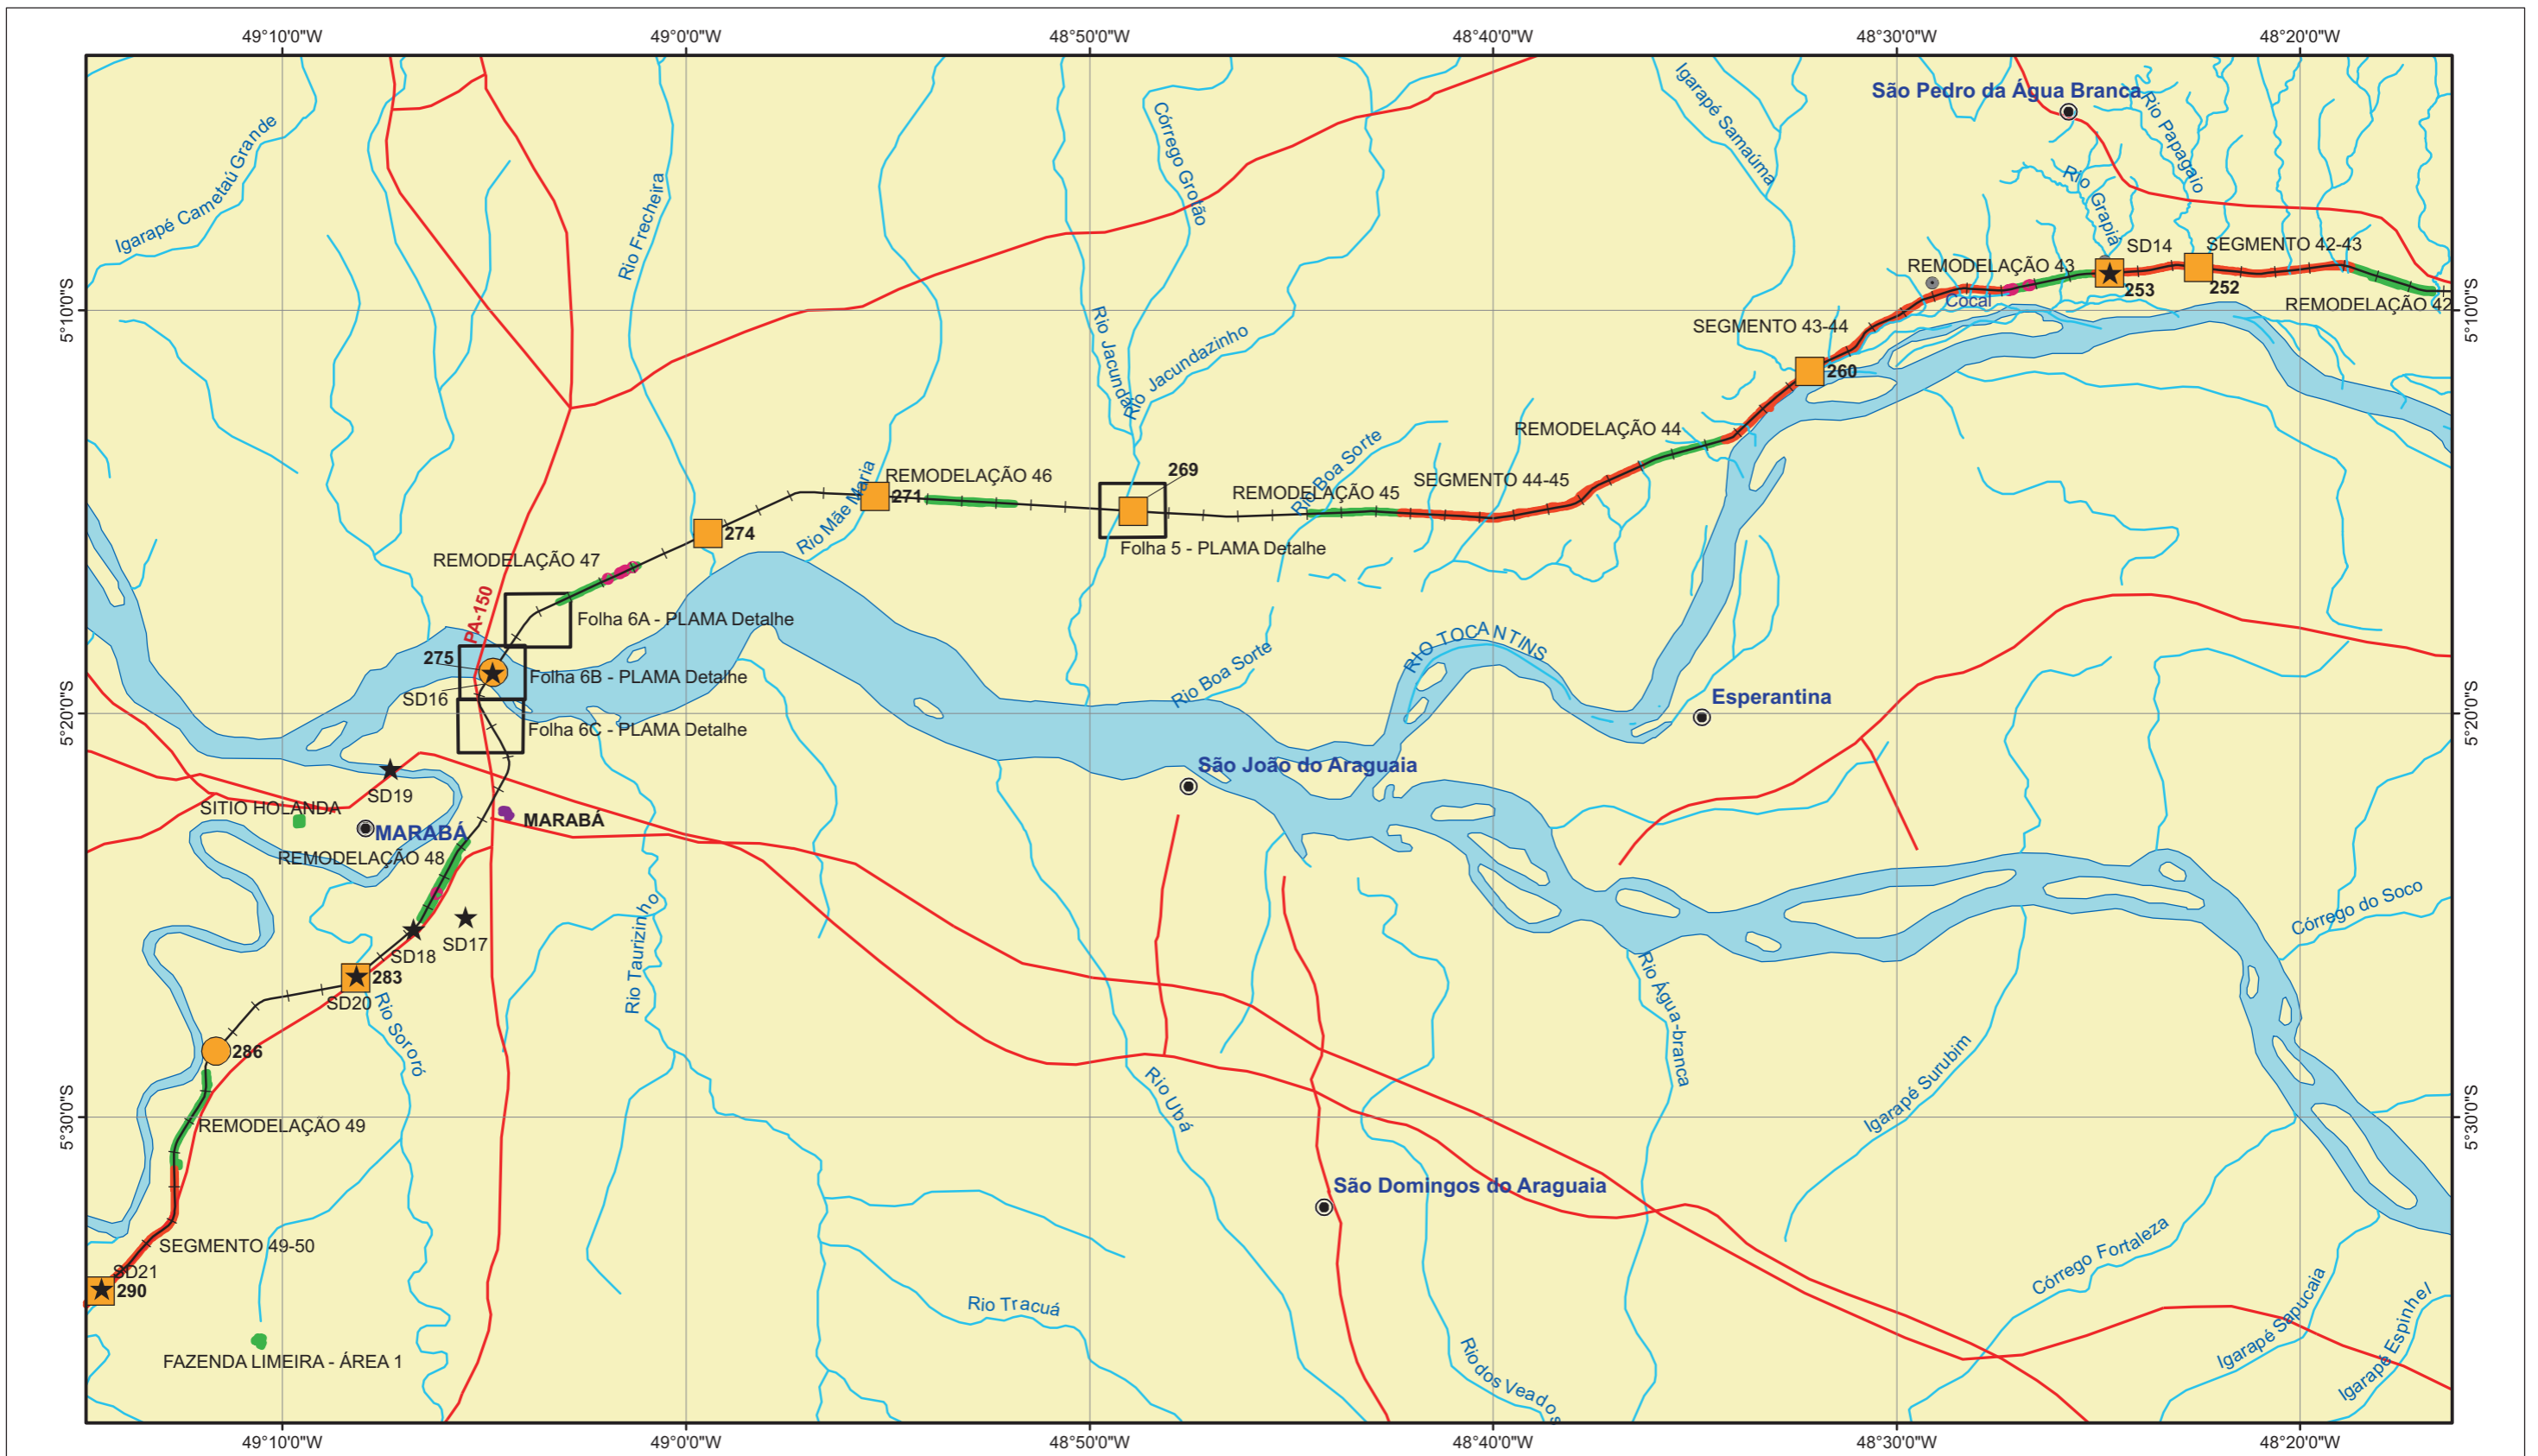 49°10'0"W
49°0'0"W
48°50'0"W
48°40'0"W
48°30'0"W
48°20'0"W
São Pedro da Água Branca
Igarapé Samaúma
Rio Papagaio
Córrego Grotão
Igarapé Cametaú Grande
Rio Frecheira
Rio Grapiá
SD14
SEGMENTO 42-43
REMODELAÇÃO 43
253
252
Cocal
REMODELAÇÃO 42
5°10'0"S
5°10'0"S
SEGMENTO 43-44
Rio Jacundá
Rio Jacundazinho
260
REMODELAÇÃO 44
Rio Boa Sorte
269
REMODELAÇÃO 46
SEGMENTO 44-45
271
REMODELAÇÃO 45
Rio Mãe Maria
274
Folha 5 - PLAMA Detalhe
REMODELAÇÃO 47
PA-150
Folha 6A - PLAMA Detalhe
RIO TOCANTINS
275
Folha 6B - PLAMA Detalhe
Rio Boa Sorte
SD16
Esperantina
5°20'0"S
5°20'0"S
Folha 6C - PLAMA Detalhe
São João do Araguaia
SD19
SITIO HOLANDA
MARABÁ
MARABÁ
REMODELAÇÃO 48
Córrego do Soco
Rio Taurizinho
SD17
SD18
283
SD20
Rio Sororó
Rio Água-branca
286
Igarapé Surubim
Rio Ubá
5°30'0"S
5°30'0"S
REMODELAÇÃO 49
São Domingos do Araguaia
SEGMENTO 49-50
Córrego Fortaleza
SD21
290
Rio Tracuá
Igarapé Sapucaia
Igarapé Espinhel
FAZENDA LIMEIRA - ÁREA 1
Rio dos Veados
49°10'0"W
49°0'0"W
48°50'0"W
48°40'0"W
48°30'0"W
48°20'0"W